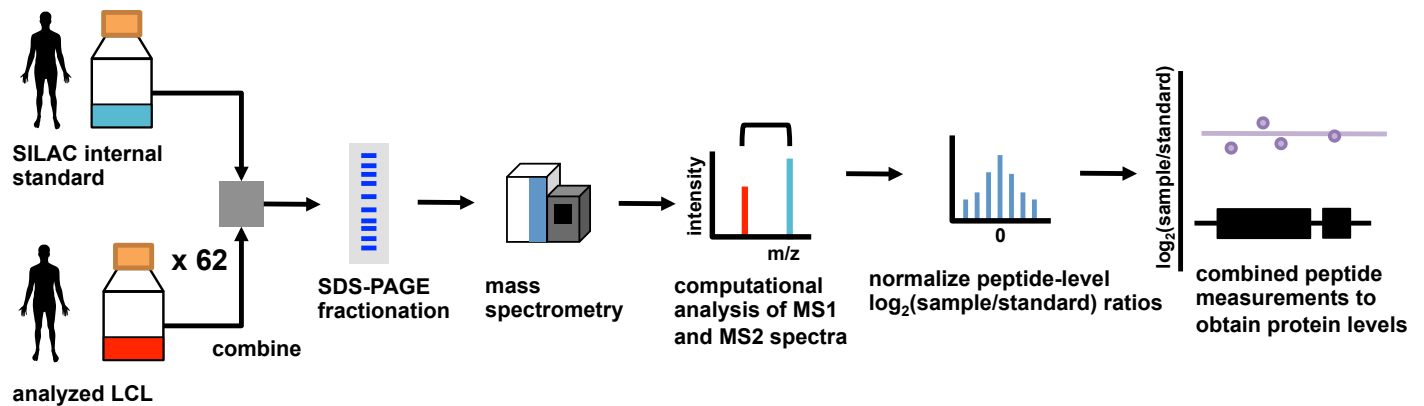 SILAC internal
standard
x 62
combine
analyzed LCL
SDS-PAGE
fractionation
mass
spectrometry
intensity
m/z
computational
analysis of MS1
and MS2 spectra
0
normalize peptide-level
log₂(sample/standard) ratios
log₂(sample/standard)
combined peptide
measurements to
obtain protein levels